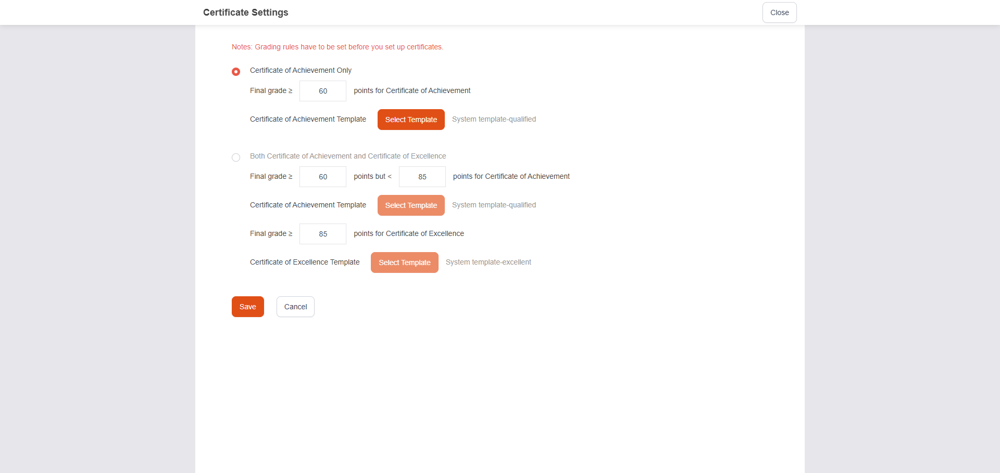 Certificate Settings
Close
Notes: Grading rules have to be set before you set up certificates.
Certificate of Achievement Only
Final grade ≥ 60 points for Certificate of Achievement
Certificate of Achievement Template Select Template System template-qualified
Both Certificate of Achievement and Certificate of Excellence
Final grade ≥ 60 points but < 85 points for Certificate of Achievement
Certificate of Achievement Template Select Template System template-qualified
Final grade ≥ 85 points for Certificate of Excellence
Certificate of Excellence Template Select Template System template-excellent
Save Cancel